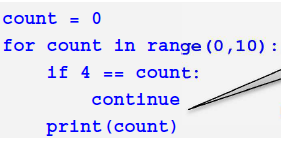 count = 0
for count in range(0,10):
    if 4 == count:
        continue
    print(count)